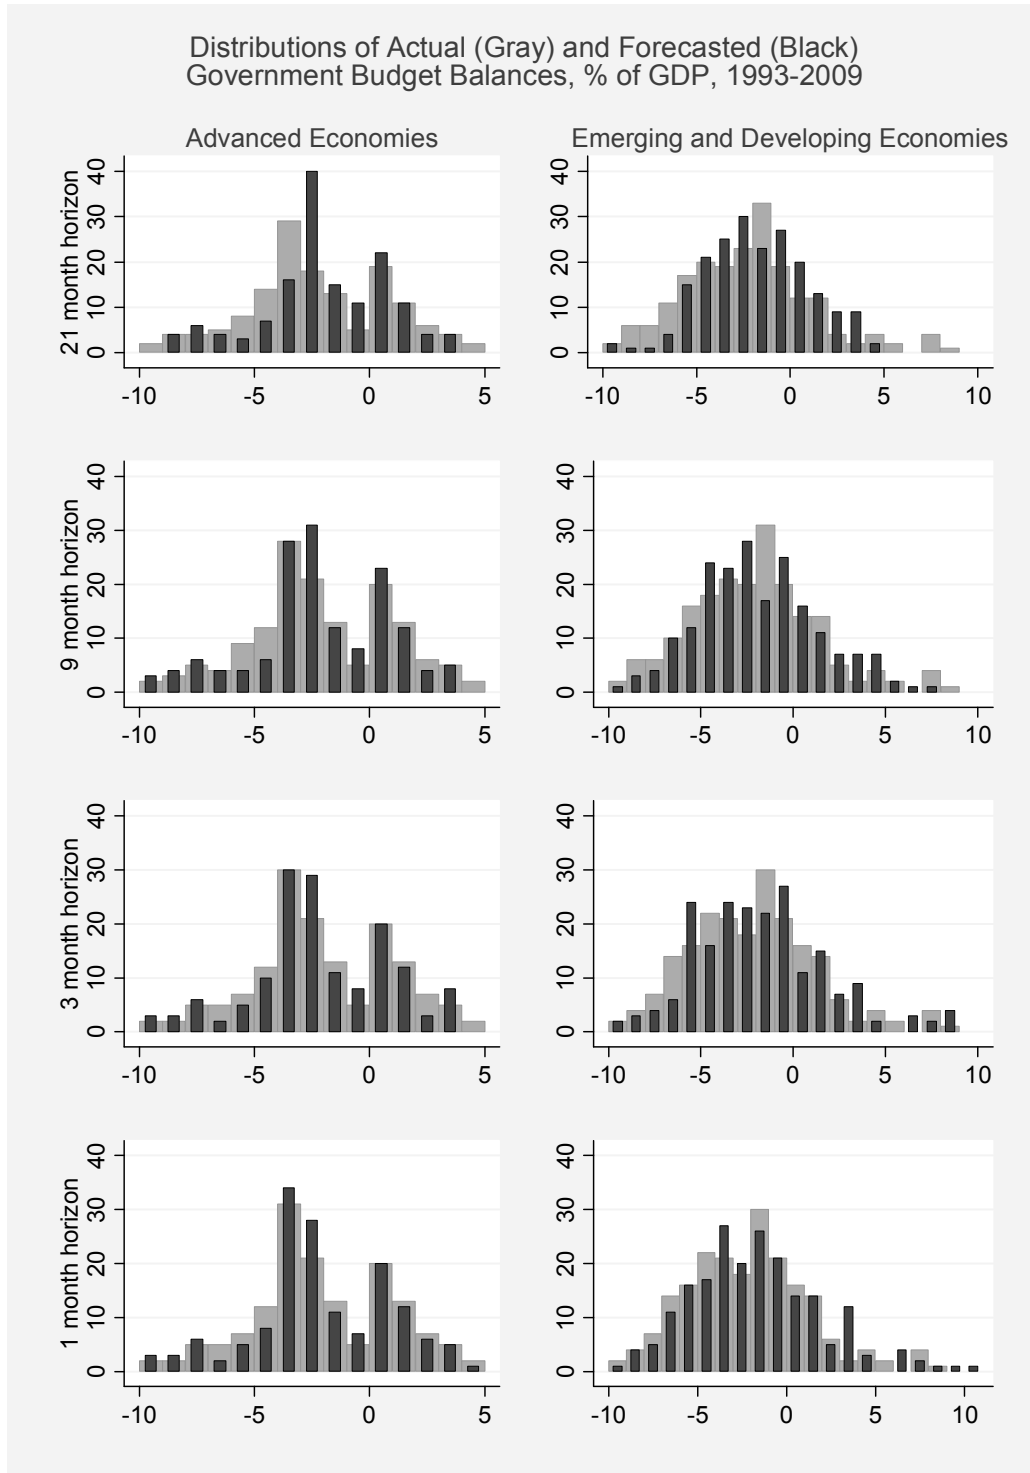 Distributions of Actual (Gray) and Forecasted (Black)
Government Budget Balances, % of GDP, 1993-2009
Advanced Economies
Emerging and Developing Economies
21 month horizon
0 10 20 30 40
-10 -5 0 5
0 10 20 30 40
-10 -5 0 5 10
9 month horizon
0 10 20 30 40
-10 -5 0 5
0 10 20 30 40
-10 -5 0 5 10
3 month horizon
0 10 20 30 40
-10 -5 0 5
0 10 20 30 40
-10 -5 0 5 10
1 month horizon
0 10 20 30 40
-10 -5 0 5
0 10 20 30 40
-10 -5 0 5 10